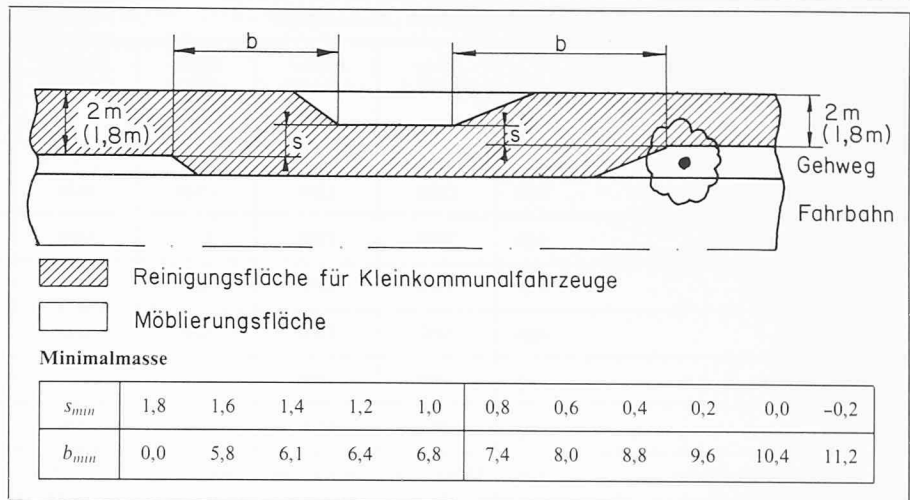 b b
2 m
(1,8m)
s s
2 m
(1,8m)
Gehweg
Fahrbahn
Reinigungsfläche für Kleinkommunalfahrzeuge
Möblierungsfläche
Minimalmasse
s min 1,8 1,6 1,4 1,2 1,0 0,8 0,6 0,4 0,2 0,0 –0,2
b min 0,0 5,8 6,1 6,4 6,8 7,4 8,0 8,8 9,6 10,4 11,2